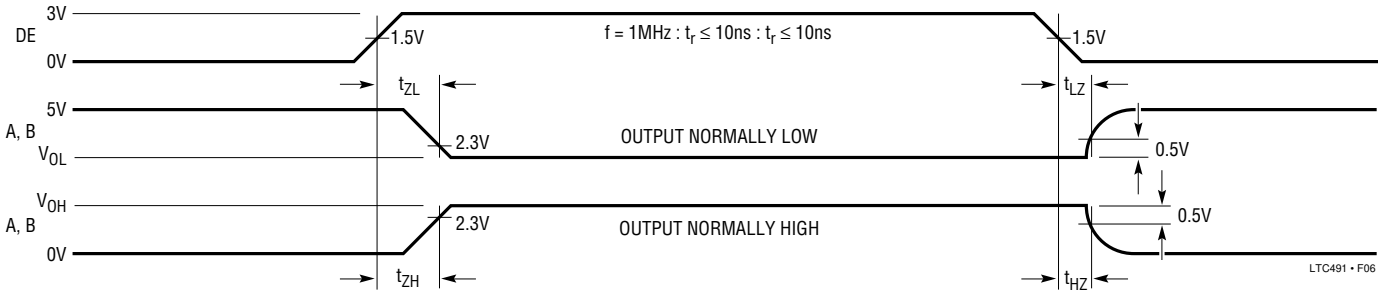 3V
DE
0V
1.5V
f = 1MHz : tr ≤ 10ns : tr ≤ 10ns
1.5V
tZL
tLZ
5V
A, B
VOL
2.3V
OUTPUT NORMALLY LOW
0.5V
VOH
A, B
0V
2.3V
OUTPUT NORMALLY HIGH
0.5V
tZH
tHZ
LTC491 • F06